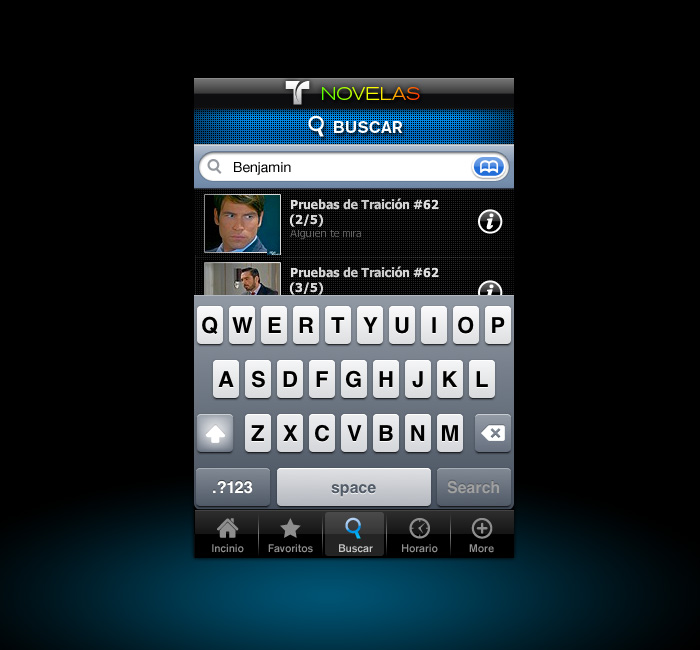 NOVELAS
BUSCAR
Benjamin
Pruebas de Traición #62
(2/5)
Alguien te mira
Pruebas de Traición #62
(3/5)
Q W E R T Y U I O P
A S D F G H J K L
Z X C V B N M
.?123 space Search
Incinio Favoritos Buscar Horario More